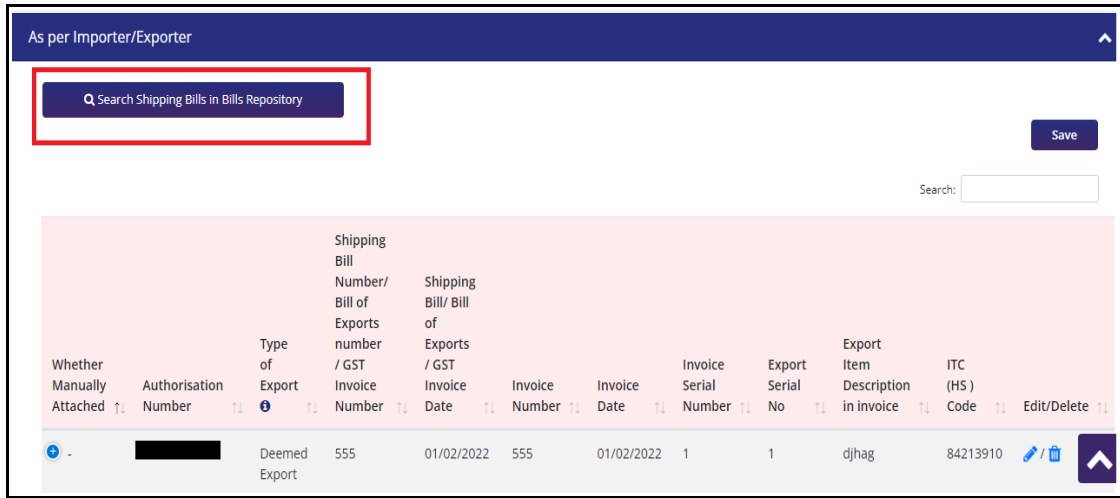 As per Importer/Exporter
Search Shipping Bills in Bills Repository
Save
Search:
Whether
Manually
Attached
Authorisation
Number
Type
of
Export
Shipping
Bill
Number/
Bill of
Exports
number
/ GST
Invoice
Number
Shipping
Bill/ Bill
of
Exports
/ GST
Invoice
Date
Invoice
Number
Invoice
Date
Invoice
Serial
Number
Export
Serial
No
Export
Item
Description
in invoice
ITC
(HS )
Code
Edit/Delete
-
Deemed
Export
555
01/02/2022
555
01/02/2022
1
1
djhag
84213910
/